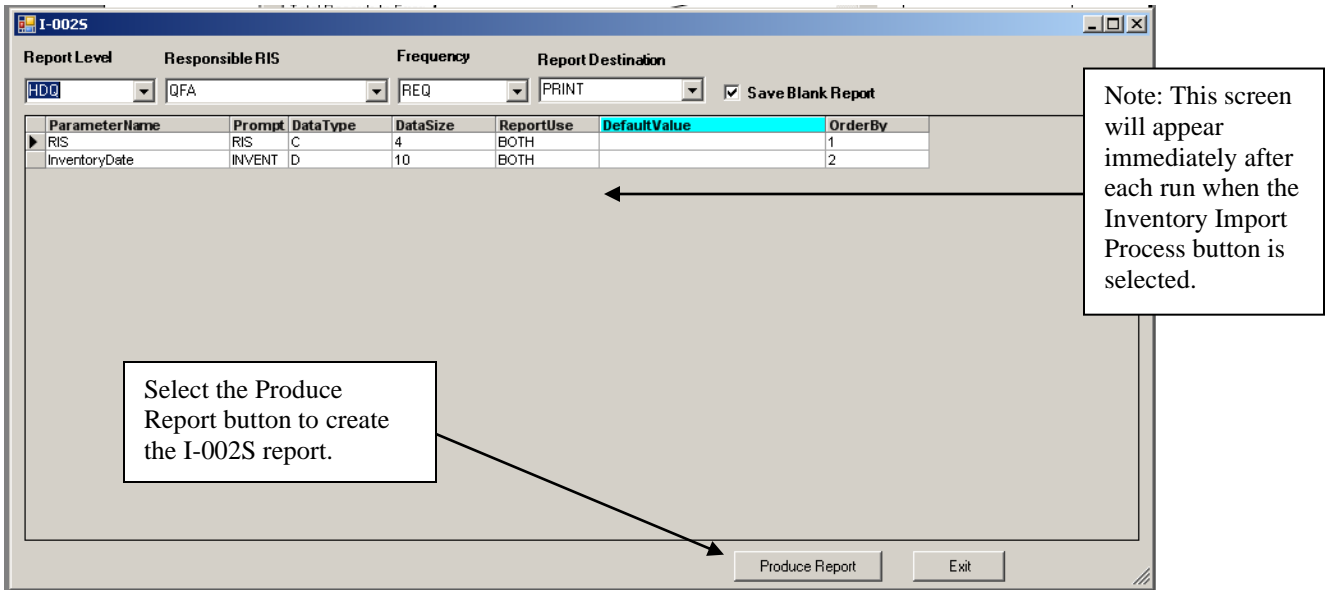 I-002S
Report Level Responsible RIS Frequency Report Destination
HDQ QFA REQ PRINT Save Blank Report
ParameterName Prompt DataType DataSize ReportUse DefaultValue OrderBy
RIS RIS C 4 BOTH 1
InventoryDate INVENT D 10 BOTH 2
Note: This screen
will appear
immediately after
each run when the
Inventory Import
Process button is
selected.
Select the Produce
Report button to create
the I-002S report.
Produce Report Exit